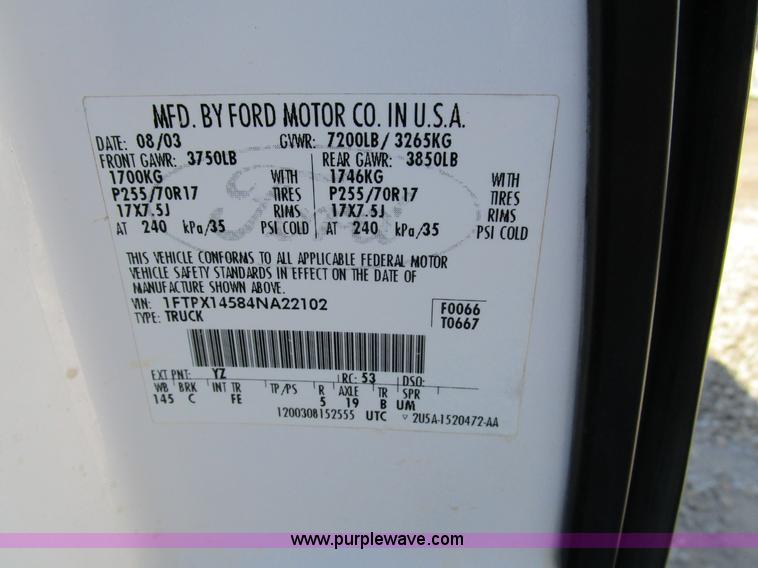 MFD. BY FORD MOTOR CO. IN U.S.A.
DATE: 08/03 GVWR: 7200LB/ 3265KG
FRONT GAWR: 3750LB REAR GAWR: 3850LB
1700KG WITH 1746KG WITH
P255/70R17 TIRES P255/70R17 TIRES
17X7.5J RIMS 17X7.5J RIMS
AT 240 kPa/35 PSI COLD AT 240 kPa/35 PSI COLD
Ford
THIS VEHICLE CONFORMS TO ALL APPLICABLE FEDERAL MOTOR
VEHICLE SAFETY STANDARDS IN EFFECT ON THE DATE OF
MANUFACTURE SHOWN ABOVE.
VIN: 1FTPX14584NA22102 F0066
TYPE: TRUCK T0667
EXT PNT: YZ RC: 53 DSO:
WB BRK INT TR TP/PS R AXLE TR SPR
145 C FE 5 19 B UM
1200308152555 UTC ▽ 2U5A-1520472-AA
www.purplewave.com